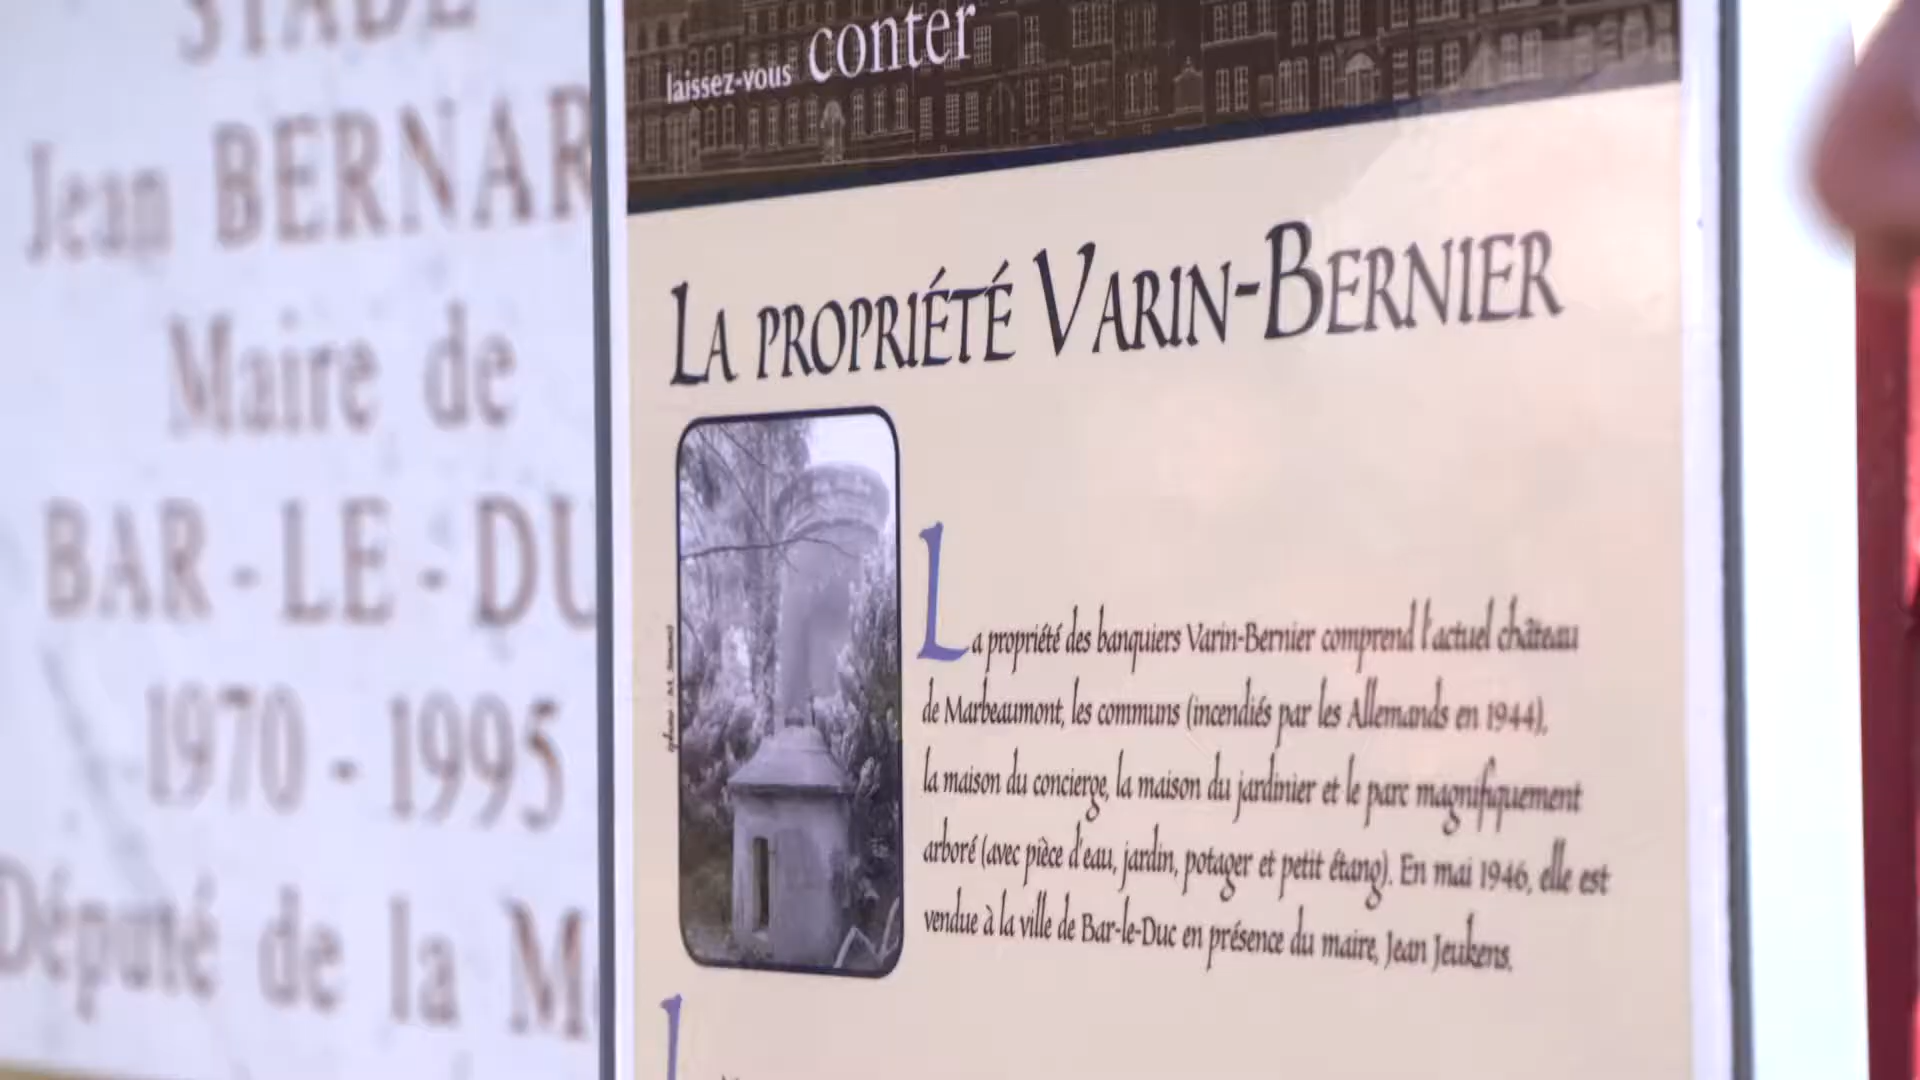 STADE
Jean BERNAR
Maire de
BAR-LE-DU
1970-1995
Député de la M
laissez-vous conter
LA PROPRIÉTÉ VARIN-BERNIER
La propriété des banquiers Varin-Bernier comprend l'actuel château
de Marbeaumont, les communs (incendiés par les Allemands en 1944),
la maison du concierge, la maison du jardinier et le parc magnifiquement
arboré (avec pièce d'eau, jardin, potager et petit étang). En mai 1946, elle est
vendue à la ville de Bar-le-Duc en présence du maire, Jean Jeukens.
L